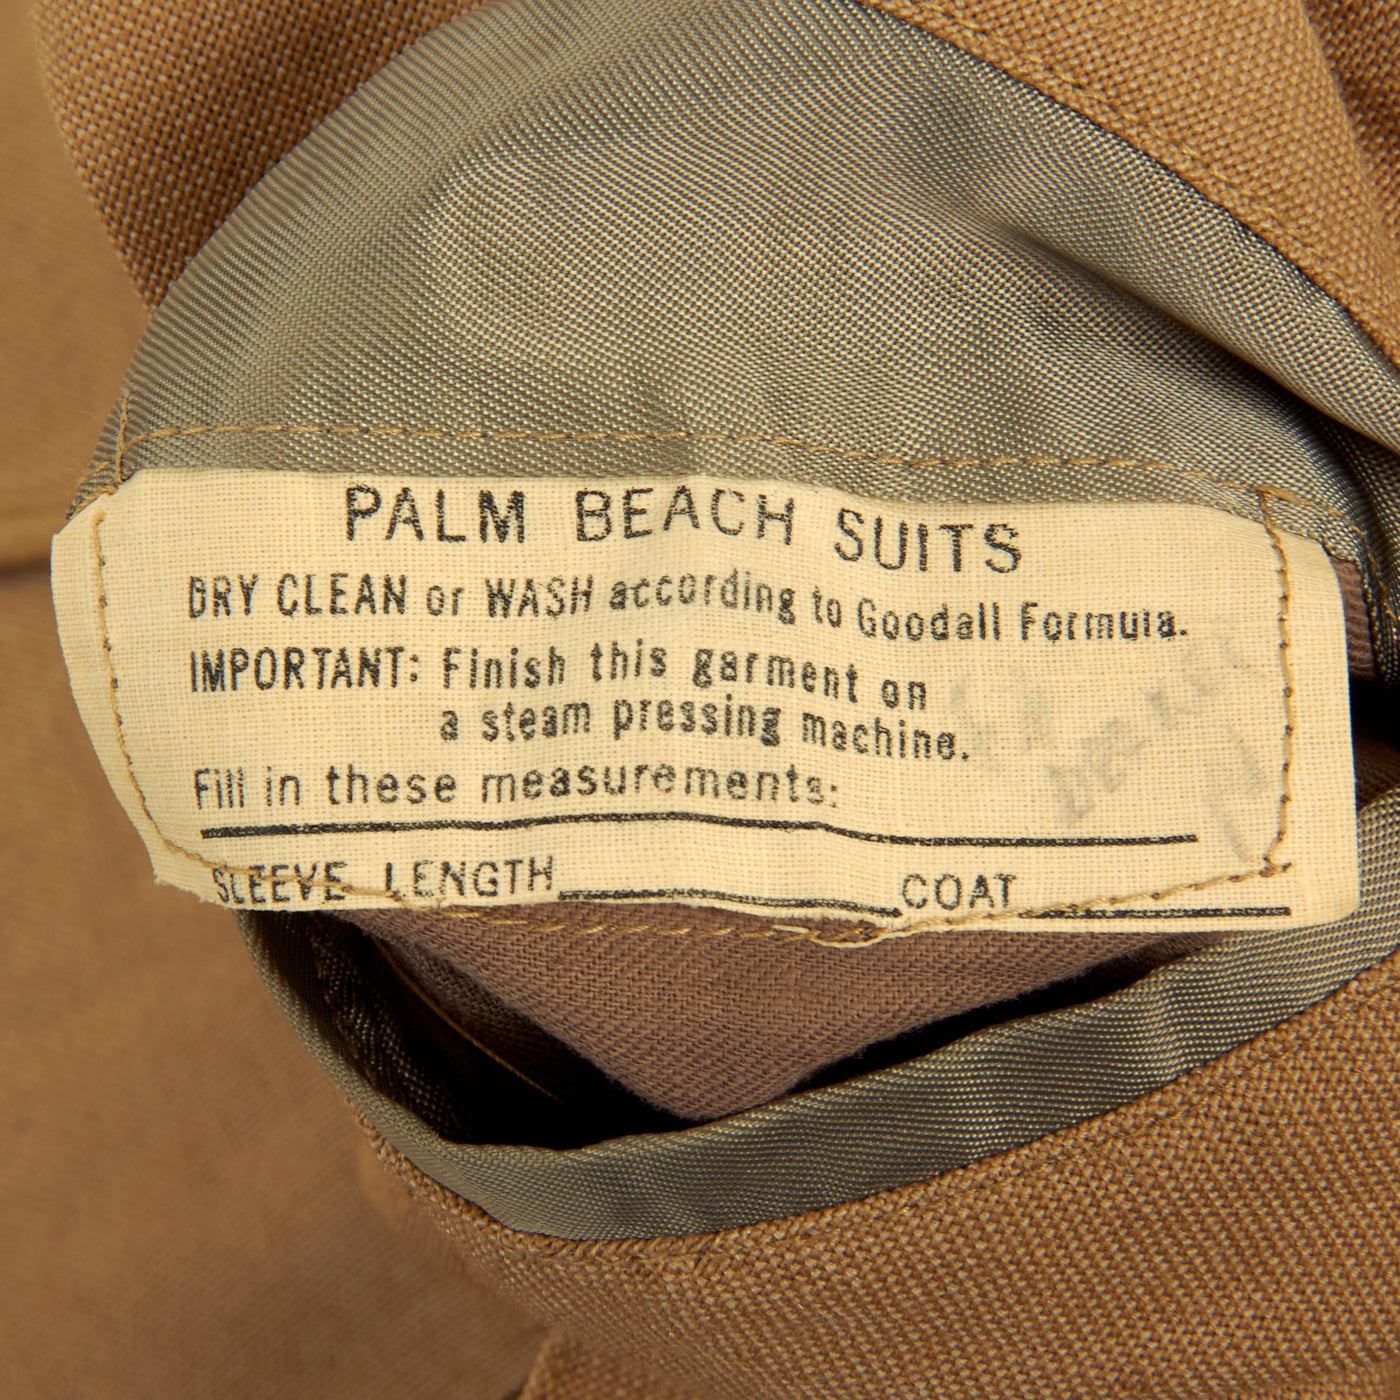 PALM BEACH SUITS
DRY CLEAN or WASH according to Goodall Formula.
IMPORTANT: Finish this garment on
a steam pressing machine.
Fill in these measurements:
SLEEVE LENGTH COAT